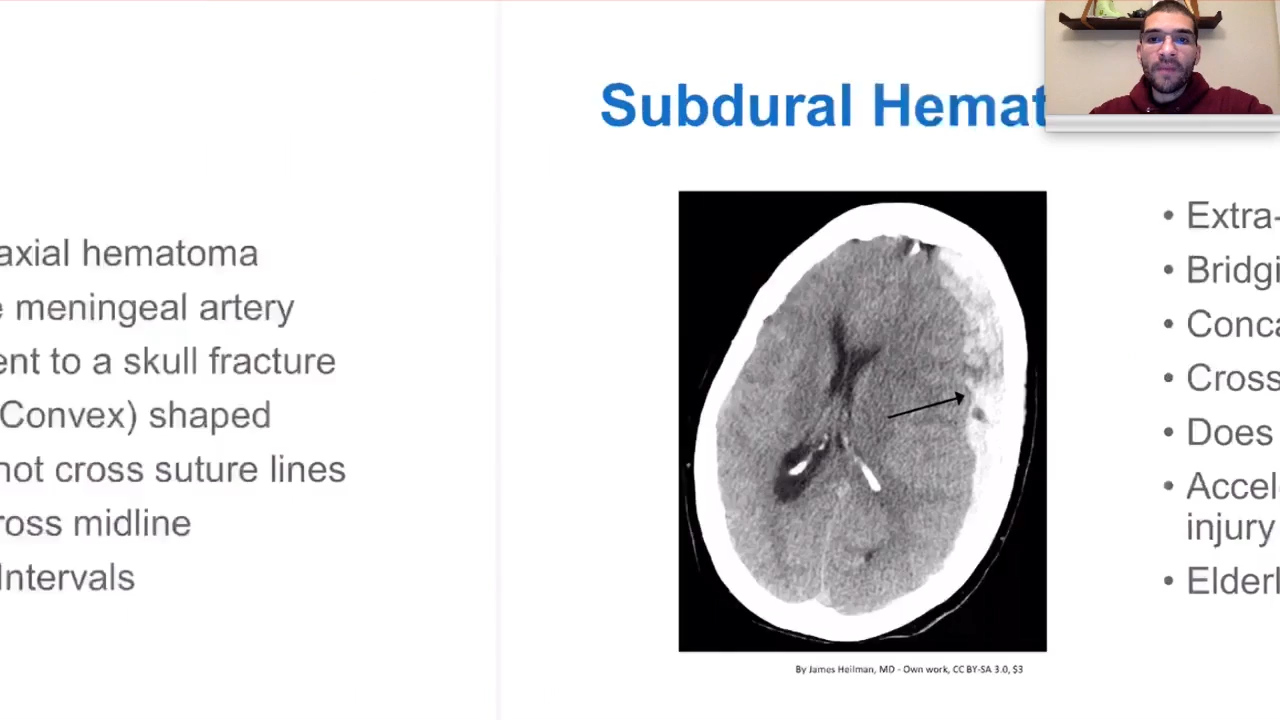 axial hematoma
e meningeal artery
ent to a skull fracture
(Convex) shaped
not cross suture lines
ross midline
Intervals
Subdural Hemat
• Extra-
• Bridgi
• Conca
• Cross
• Does
• Accel
injury
• Elderl
By James Heilman, MD - Own work, CC BY-SA 3.0, $3